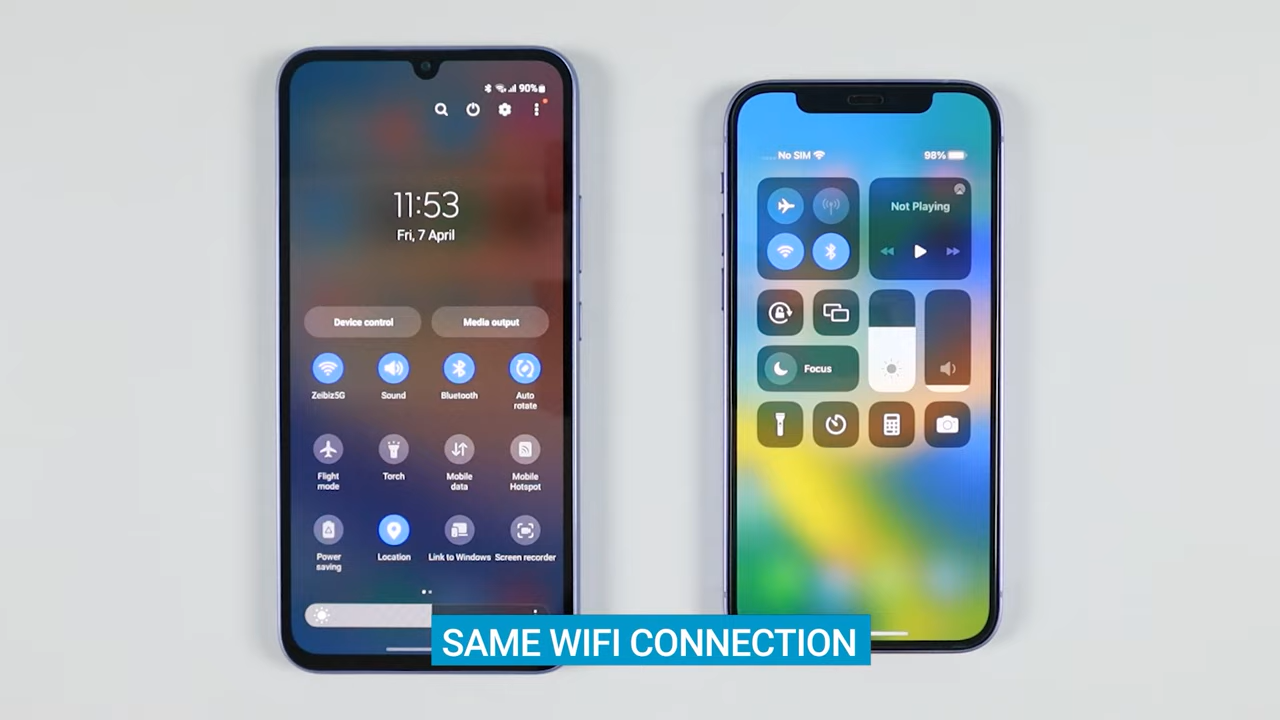 90%
11:53
Fri, 7 April
Device control
Media output
Zeibiz5G
Sound
Bluetooth
Auto
rotate
Flight
mode
Torch
Mobile
data
Mobile
Hotspot
Power
saving
Location
Link to Windows
Screen recorder
No SIM
98%
Not Playing
Focus
SAME WIFI CONNECTION